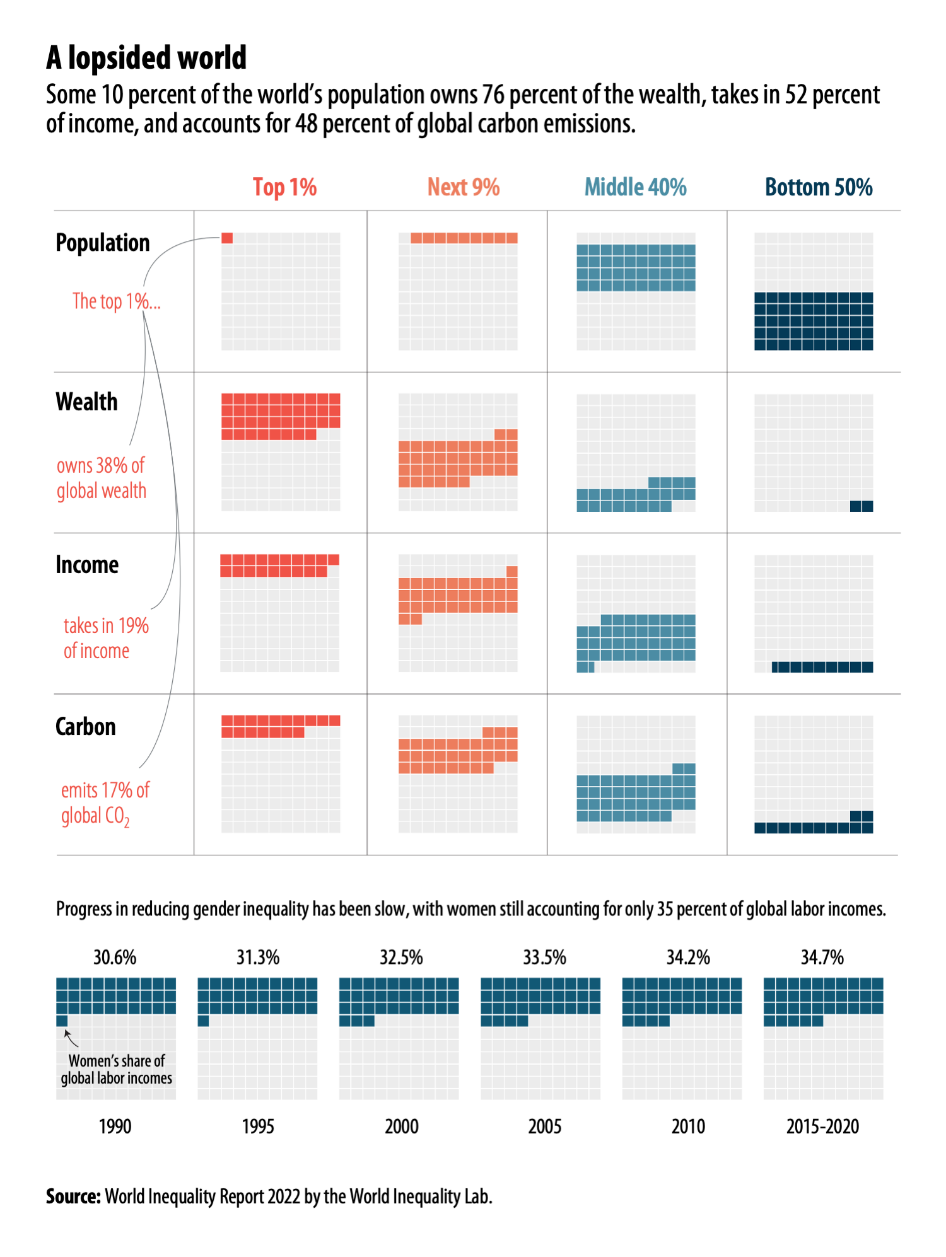 A lopsided world
Some 10 percent of the world's population owns 76 percent of the wealth, takes in 52 percent
of income, and accounts for 48 percent of global carbon emissions.
Top 1%
Next 9%
Middle 40%
Bottom 50%
Population
The top 1%...
Wealth
owns 38% of
global wealth
Income
takes in 19%
of income
Carbon
emits 17% of
global CO₂
Progress in reducing gender inequality has been slow, with women still accounting for only 35 percent of global labor incomes.
30.6%
31.3%
32.5%
33.5%
34.2%
34.7%
Women's share of
global labor incomes
1990
1995
2000
2005
2010
2015-2020
Source: World Inequality Report 2022 by the World Inequality Lab.